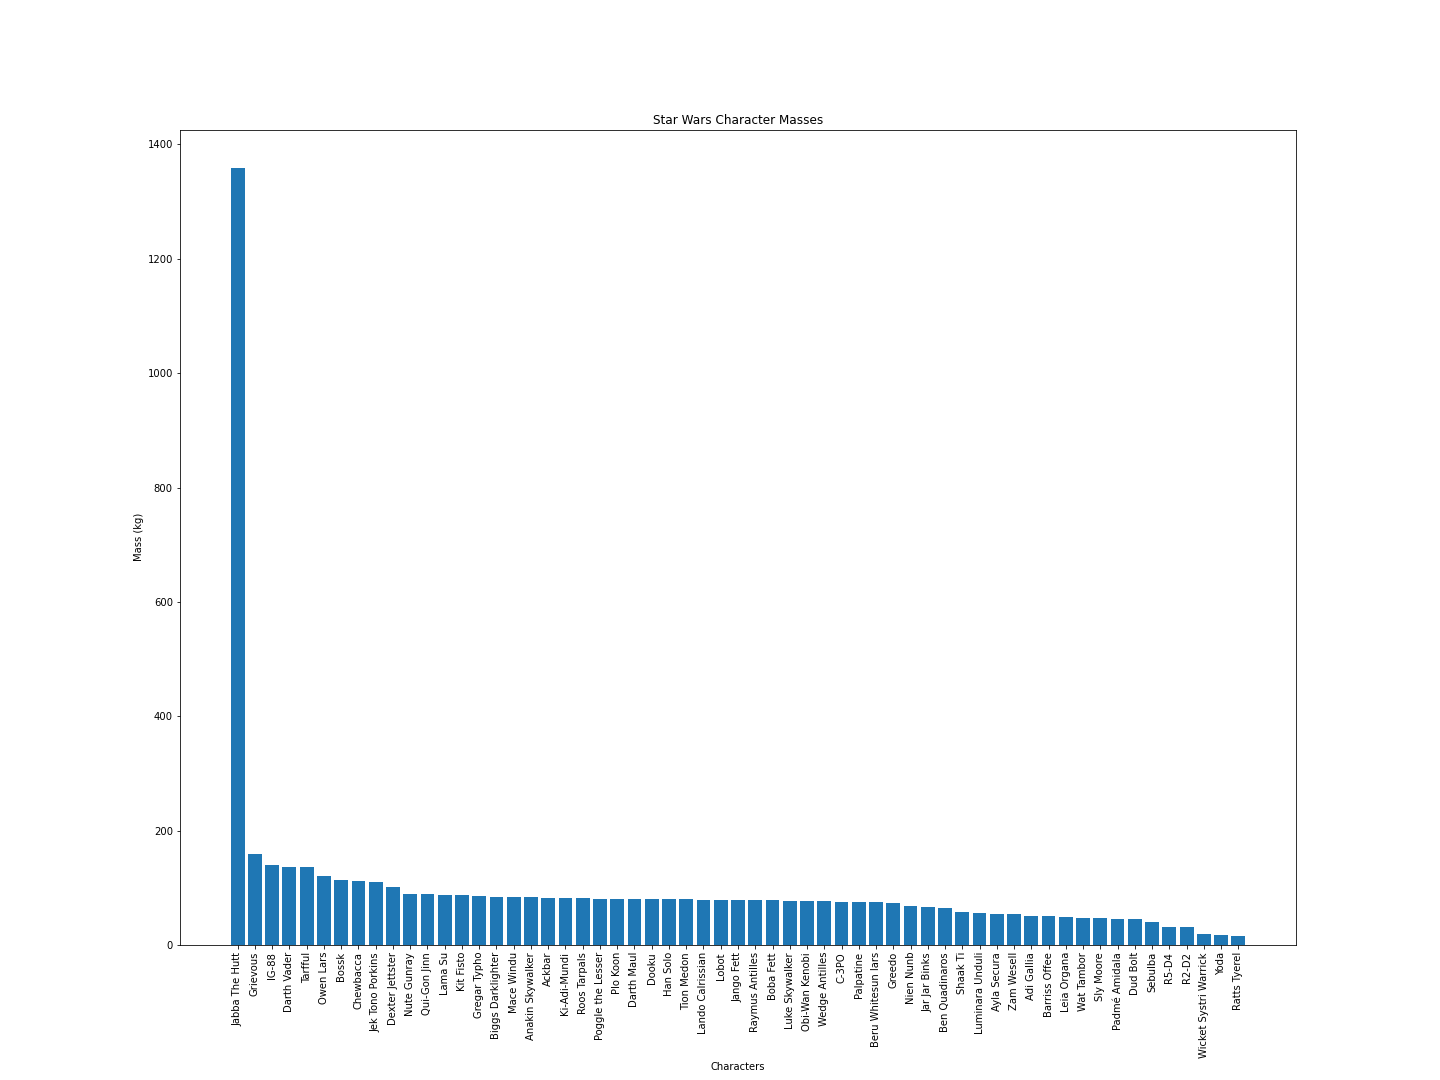 Star Wars Character Masses
1400
1200
1000
800
600
400
200
0
Mass (kg)
Jabba The Hutt
Grievous
IG-88
Darth Vader
Tarfful
Owen Lars
Bossk
Chewbacca
Jek Tono Porkins
Dexter Jettster
Nute Gunray
Qui-Gon Jinn
Lama Su
Kit Fisto
Gregar Typho
Biggs Darklighter
Mace Windu
Anakin Skywalker
Ackbar
Ki-Adi-Mundi
Roos Tarpals
Poggle the Lesser
Plo Koon
Darth Maul
Dooku
Han Solo
Tion Medon
Lando Calrissian
Lobot
Jango Fett
Raymus Antilles
Boba Fett
Luke Skywalker
Obi-Wan Kenobi
Wedge Antilles
C-3PO
Palpatine
Beru Whitesun lars
Greedo
Nien Nunb
Jar Jar Binks
Ben Quadinaros
Shaak Ti
Luminara Unduli
Ayla Secura
Zam Wesell
Adi Gallia
Barriss Offee
Leia Organa
Wat Tambor
Sly Moore
Padmé Amidala
Dud Bolt
Sebulba
R5-D4
R2-D2
Wicket Systri Warrick
Yoda
Ratts Tyerel
Characters